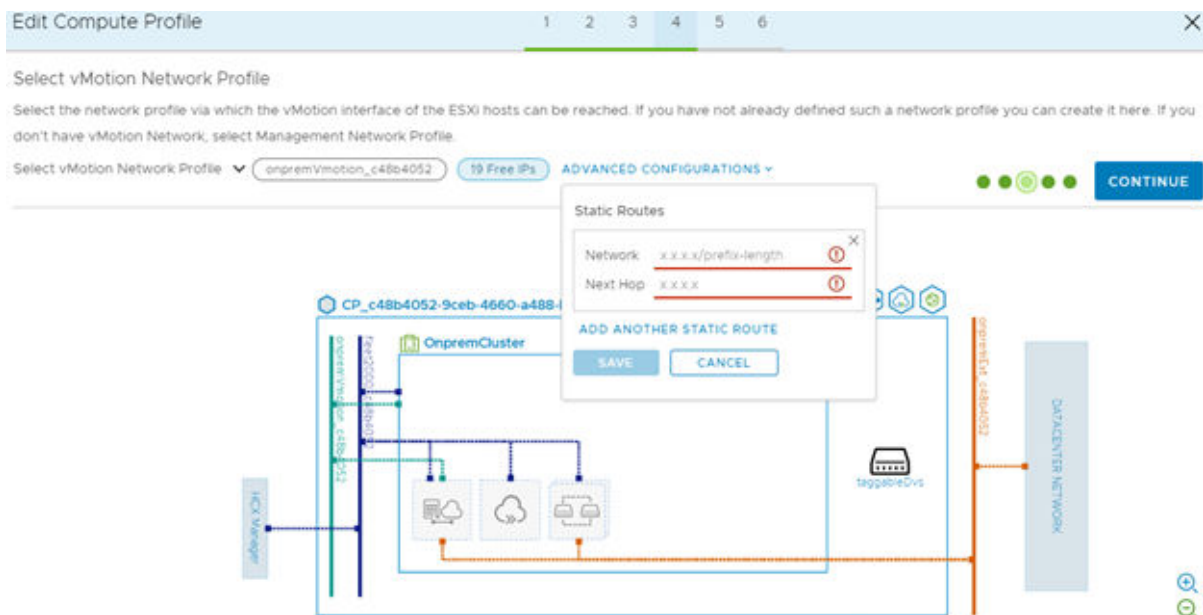 Edit Compute Profile
1 2 3 4 5 6
Select vMotion Network Profile
Select the network profile via which the vMotion interface of the ESXi hosts can be reached. If you have not already defined such a network profile you can create it here. If you
don't have vMotion Network, select Management Network Profile.
Select vMotion Network Profile onpremVmotion_c48b4052 19 Free IPs ADVANCED CONFIGURATIONS
CONTINUE
Static Routes
Network x.x.x.x/prefix-length
Next Hop x.x.x.x
ADD ANOTHER STATIC ROUTE
SAVE CANCEL
CP_c48b4052-9ceb-4660-a488-
OnpremCluster
onpremVmotion_c48b4052
onpremExt_c48b4052
taggableDvs
HCX Manager
DATACENTER NETWORK